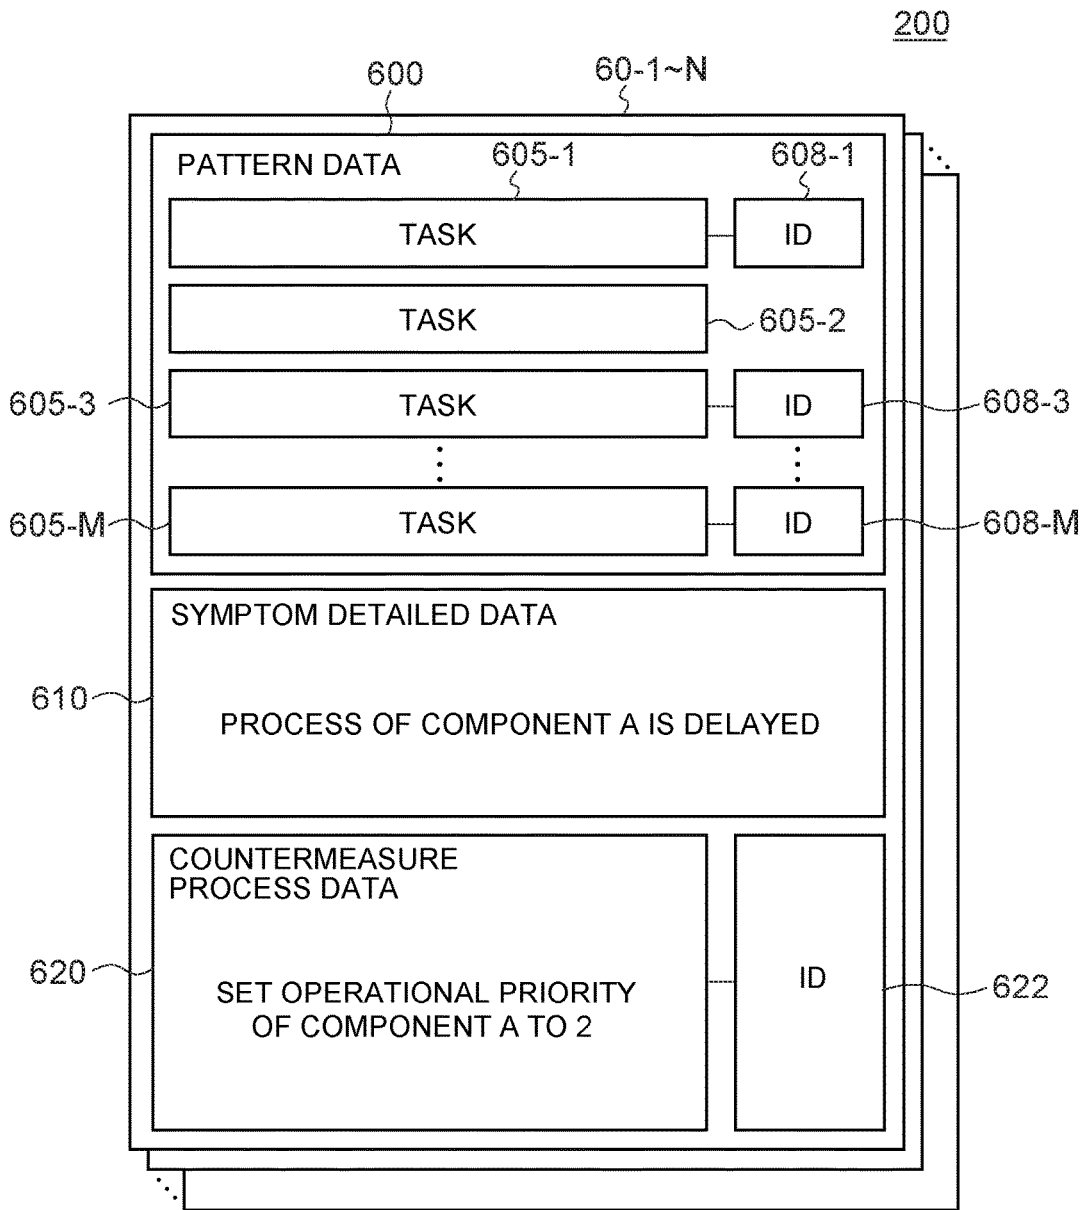 200
600
60-1~N
PATTERN DATA
605-1
608-1
TASK
ID
TASK
605-2
605-3
TASK
ID
608-3
605-M
TASK
ID
608-M
SYMPTOM DETAILED DATA
610
PROCESS OF COMPONENT A IS DELAYED
COUNTERMEASURE
PROCESS DATA
620
SET OPERATIONAL PRIORITY
OF COMPONENT A TO 2
ID
622